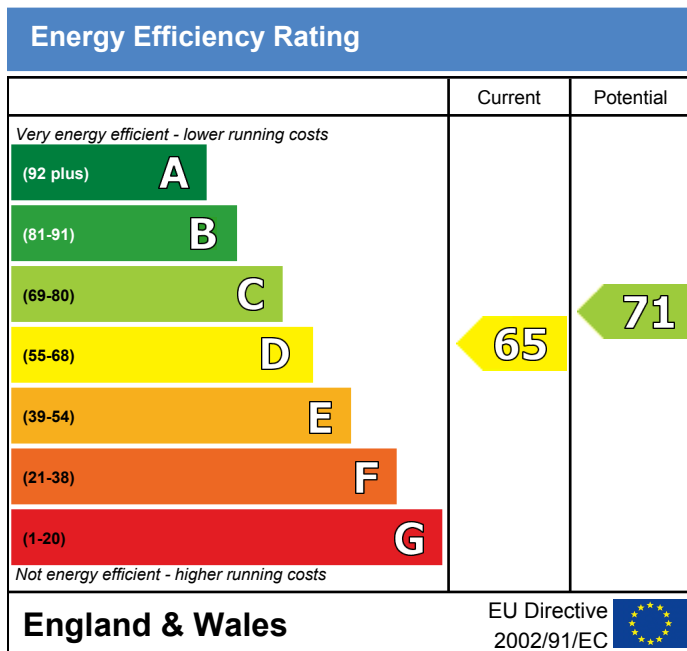 Energy Efficiency Rating
Current Potential
Very energy efficient - lower running costs
(92 plus) A
(81-91) B
(69-80) C
(55-68) D
(39-54) E
(21-38) F
(1-20) G
65
71
Not energy efficient - higher running costs
England & Wales
EU Directive
2002/91/EC